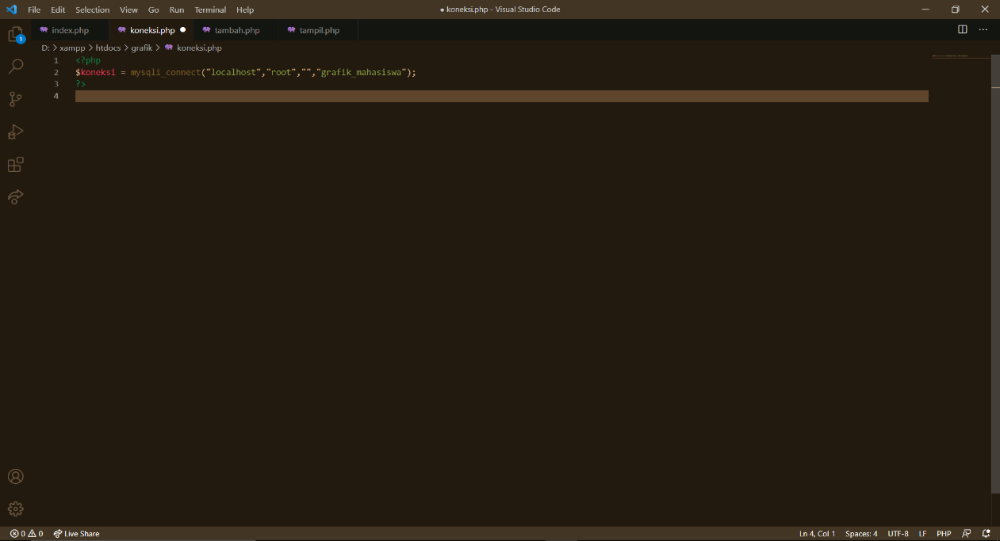 File Edit Selection View Go Run Terminal Help ● koneksi.php - Visual Studio Code
index.php koneksi.php ● tambah.php tampil.php ···
1
D: > xampp > htdocs > grafik > koneksi.php
1 <?php
2 $koneksi = mysqli_connect("localhost","root","","grafik_mahasiswa");
3 ?>
4
0 0 Live Share Ln 4, Col 1 Spaces: 4 UTF-8 LF PHP